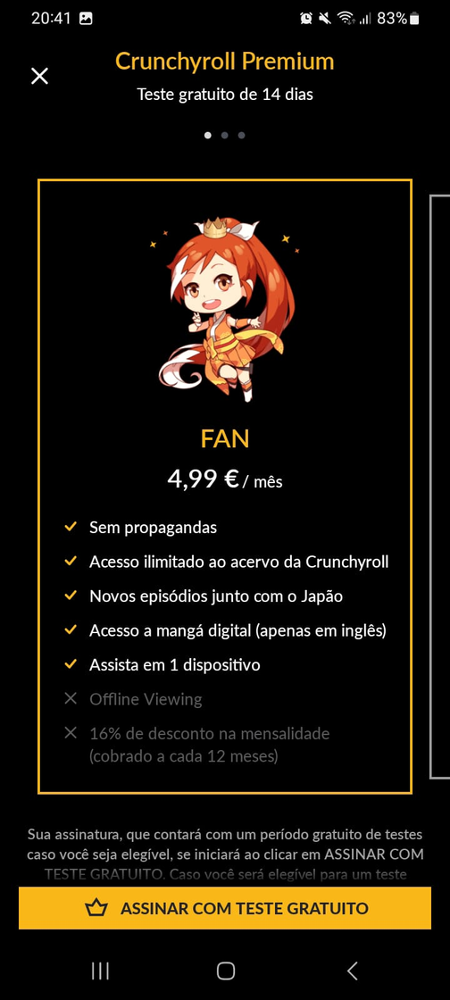 20:41
83%
Crunchyroll Premium
Teste gratuito de 14 dias
FAN
4,99 € / mês
Sem propagandas
Acesso ilimitado ao acervo da Crunchyroll
Novos episódios junto com o Japão
Acesso a mangá digital (apenas em inglês)
Assista em 1 dispositivo
Offline Viewing
16% de desconto na mensalidade
(cobrado a cada 12 meses)
Sua assinatura, que contará com um período gratuito de testes
caso você seja elegível, se iniciará ao clicar em ASSINAR COM
TESTE GRATUITO. Caso você será elegível para um teste
ASSINAR COM TESTE GRATUITO